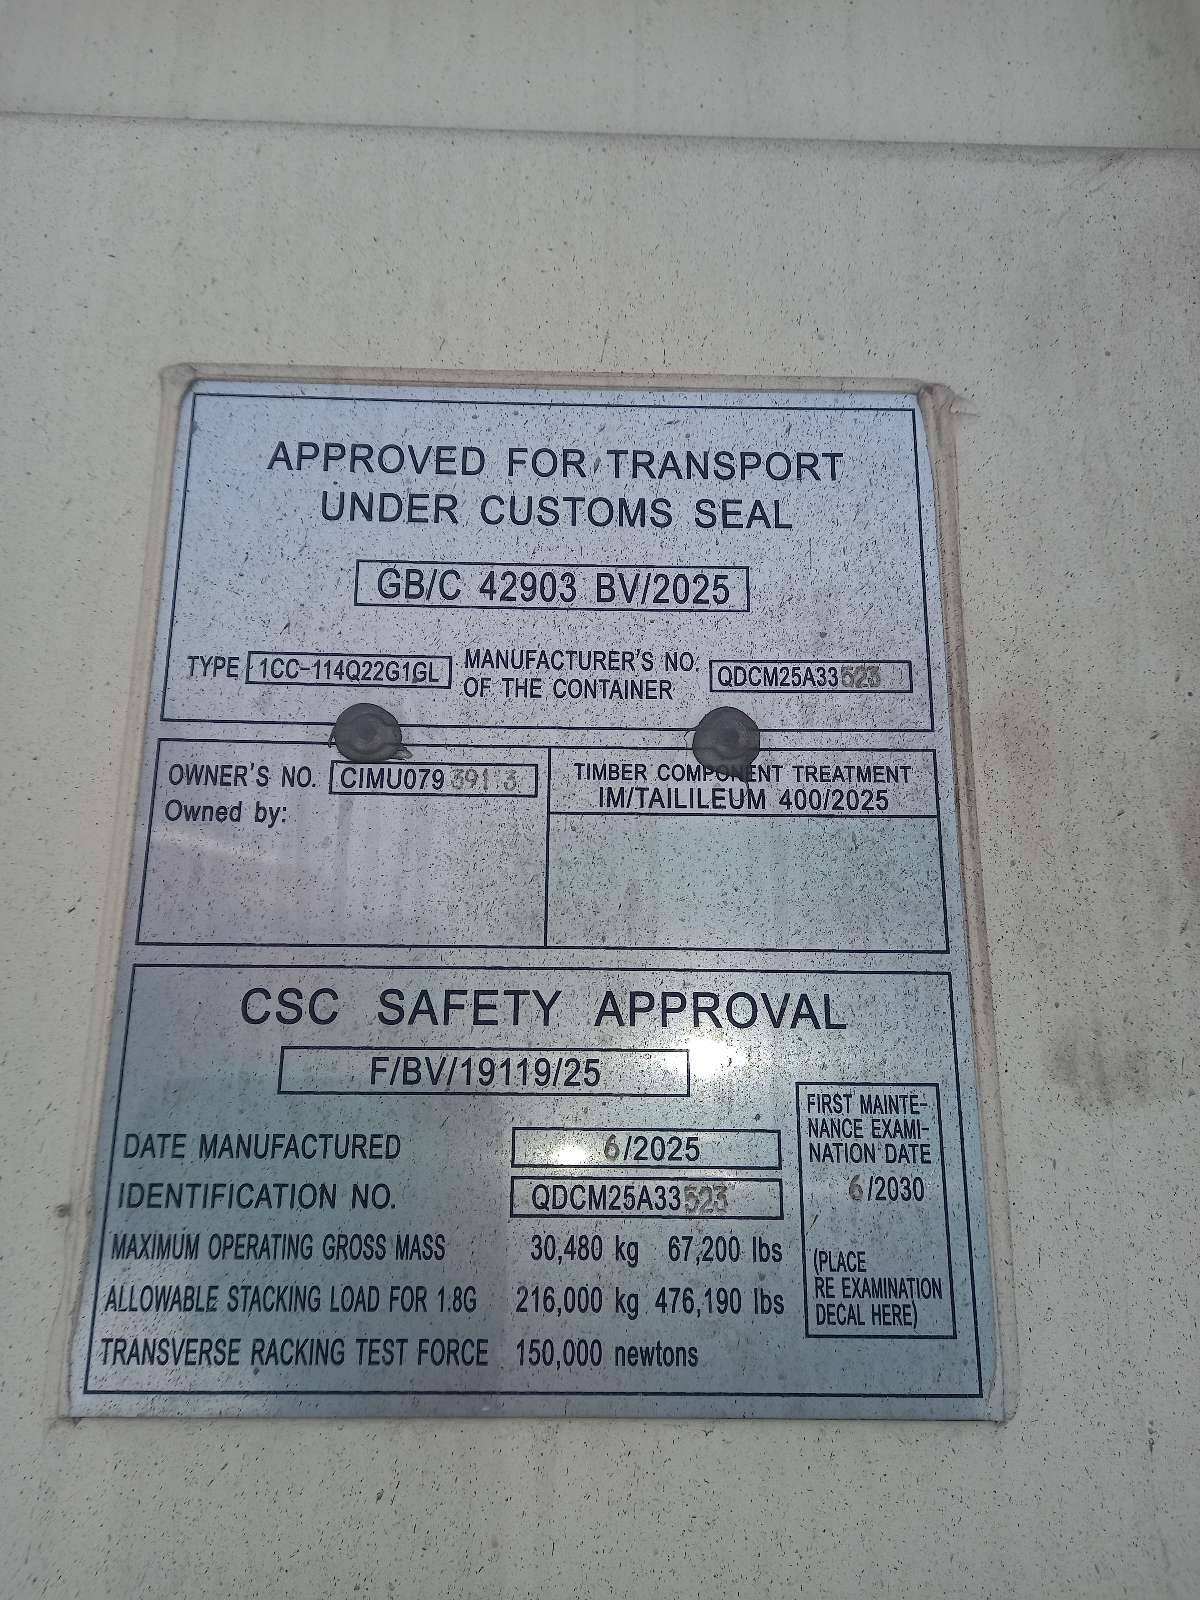 APPROVED FOR TRANSPORT
UNDER CUSTOMS SEAL
GB/C 42903 BV/2025
TYPE 1CC-114Q22G1GL
MANUFACTURER'S NO.
OF THE CONTAINER
QDCM25A33523
OWNER'S NO. CIMU079391 3
Owned by:
TIMBER COMPONENT TREATMENT
IM/TAILILEUM 400/2025
CSC SAFETY APPROVAL
F/BV/19119/25
DATE MANUFACTURED 6/2025
IDENTIFICATION NO. QDCM25A33523
MAXIMUM OPERATING GROSS MASS 30,480 kg 67,200 lbs
ALLOWABLE STACKING LOAD FOR 1.8G 216,000 kg 476,190 lbs
TRANSVERSE RACKING TEST FORCE 150,000 newtons
FIRST MAINTE-
NANCE EXAMI-
NATION DATE
6/2030
(PLACE
RE EXAMINATION
DECAL HERE)